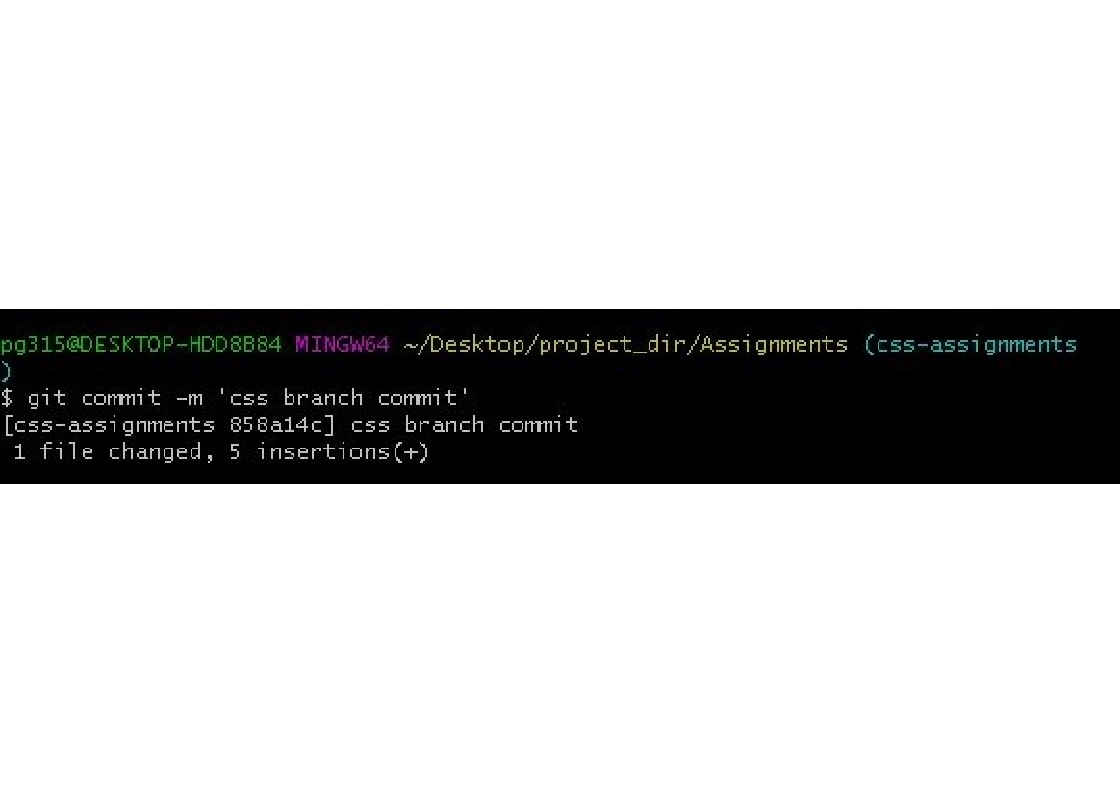 pg315@DESKTOP-HDD8B84 MINGW64 ~/Desktop/project_dir/Assignments (css-assignments
)
$ git commit -m 'css branch commit'
[css-assignments 858a14c] css branch commit
 1 file changed, 5 insertions(+)